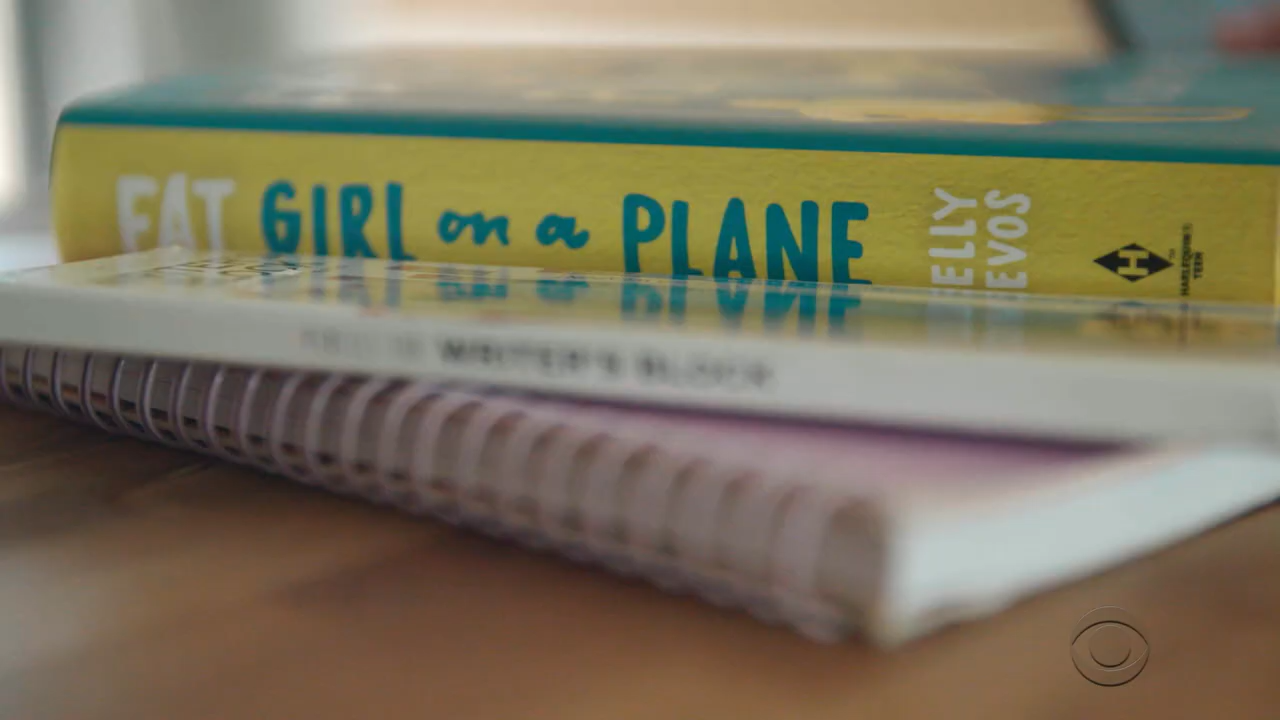 FAT GIRL on a PLANE
ELLY
EVOS
H
HARLEQUIN
TEEN
WRITER'S BLOCK